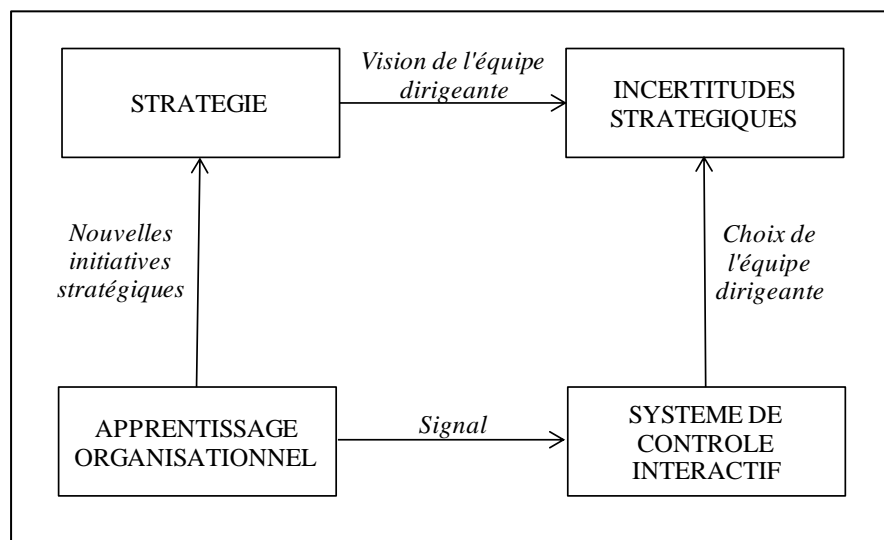 STRATEGIE
Vision de l'équipe
dirigeante
INCERTITUDES
STRATEGIQUES
Nouvelles
initiatives
stratégiques
Choix de
l'équipe
dirigeante
APPRENTISSAGE
ORGANISATIONNEL
Signal
SYSTEME DE
CONTROLE
INTERACTIF